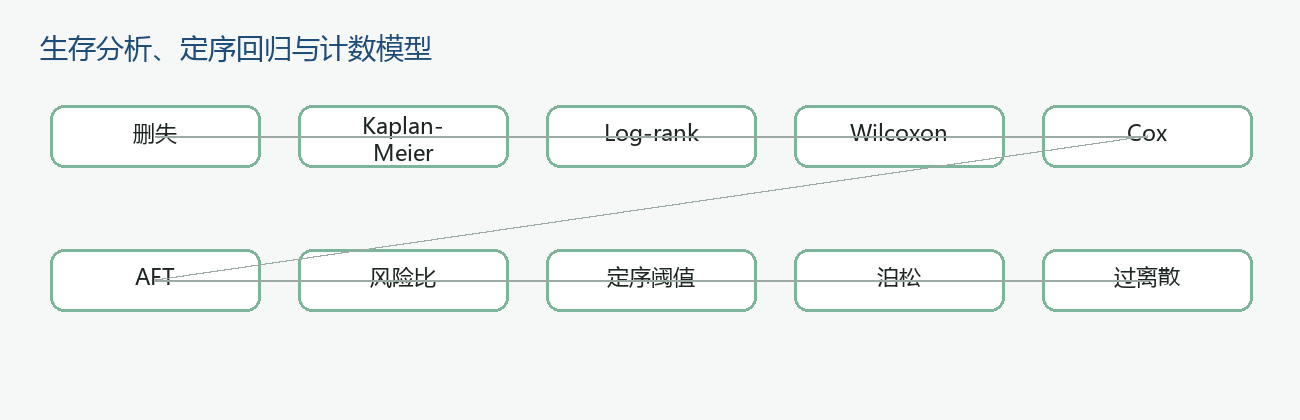 生存分析、定序回归与计数模型
删失
Kaplan-
Meier
Log-rank
Wilcoxon
Cox
AFT
风险比
定序阈值
泊松
过离散